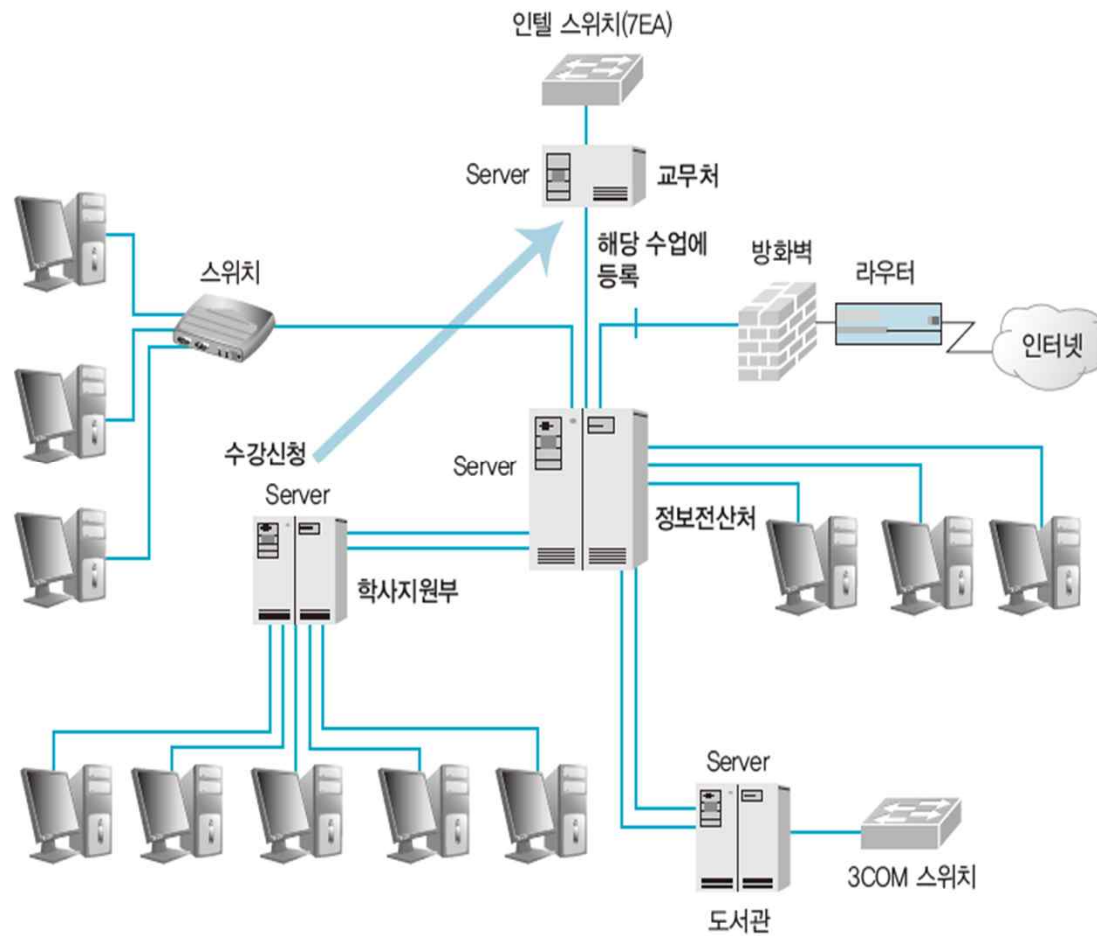 인텔 스위치(7EA)
Server
교무처
해당 수업에
등록
방화벽
라우터
인터넷
스위치
수강신청
Server
학사지원부
Server
정보전산처
Server
도서관
3COM 스위치